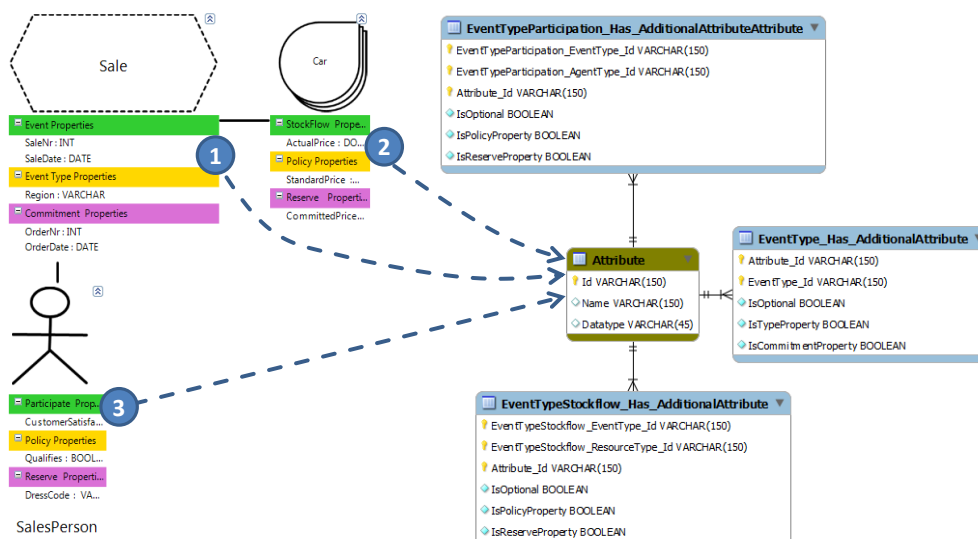 Sale
Event Properties
SaleNr : INT
SaleDate : DATE
Event Type Properties
Region : VARCHAR
Commitment Properties
OrderNr : INT
OrderDate : DATE
Car
StockFlow Prope...
ActualPrice : DO...
Policy Properties
StandardPrice :...
Reserve Properti...
CommittedPrice...
1
2
3
Participate Prop...
CustomerSatisfa...
Policy Properties
Qualifies : BOOL...
Reserve Properti...
DressCode : VA...
SalesPerson
EventTypeParticipation_Has_AdditionalAttributeAttribute
EventTypeParticipation_EventType_Id VARCHAR(150)
EventTypeParticipation_AgentType_Id VARCHAR(150)
Attribute_Id VARCHAR(150)
IsOptional BOOLEAN
IsPolicyProperty BOOLEAN
IsReserveProperty BOOLEAN
Attribute
Id VARCHAR(150)
Name VARCHAR(150)
Datatype VARCHAR(45)
EventType_Has_AdditionalAttribute
Attribute_Id VARCHAR(150)
EventType_Id VARCHAR(150)
IsOptional BOOLEAN
IsTypeProperty BOOLEAN
IsCommitmentProperty BOOLEAN
EventTypeStockflow_Has_AdditionalAttribute
EventTypeStockflow_EventType_Id VARCHAR(150)
EventTypeStockflow_ResourceType_Id VARCHAR(150)
Attribute_Id VARCHAR(150)
IsOptional BOOLEAN
IsPolicyProperty BOOLEAN
IsReserveProperty BOOLEAN